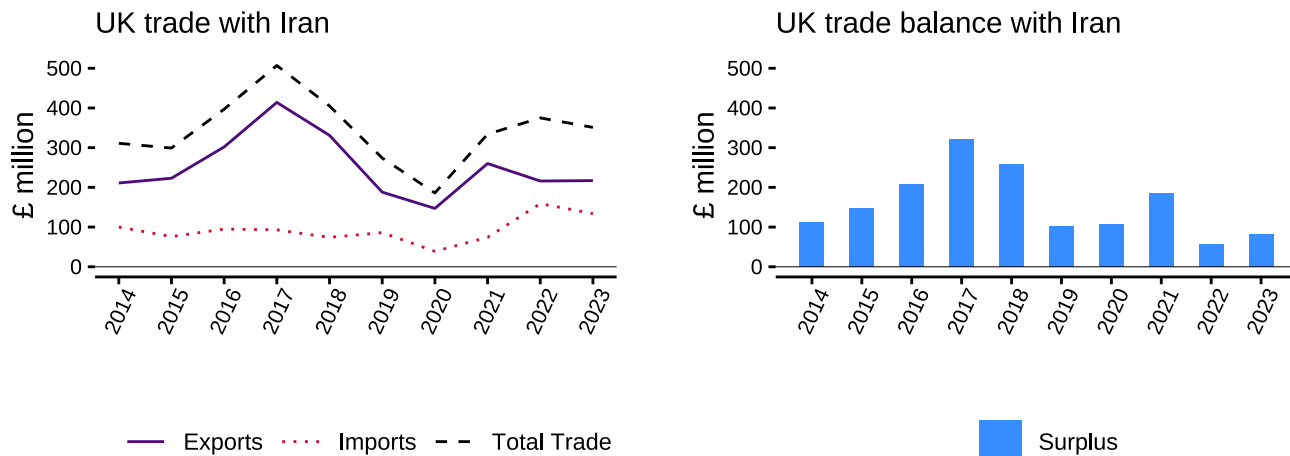 UK trade with Iran
£ million
500
400
300
200
100
0
2014 2015 2016 2017 2018 2019 2020 2021 2022 2023
Exports Imports Total Trade
UK trade balance with Iran
£ million
500
400
300
200
100
0
2014 2015 2016 2017 2018 2019 2020 2021 2022 2023
Surplus